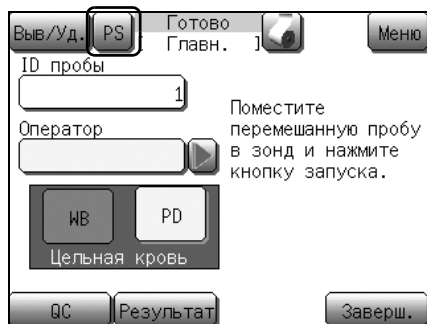 Выв/Уд. PS [ Готово
Главн. ] Меню
ID пробы
1
Оператор
Поместите
перемешанную пробу
в зонд и нажмите
кнопку запуска.
WB PD
Цельная кровь
QC Результат Заверш.